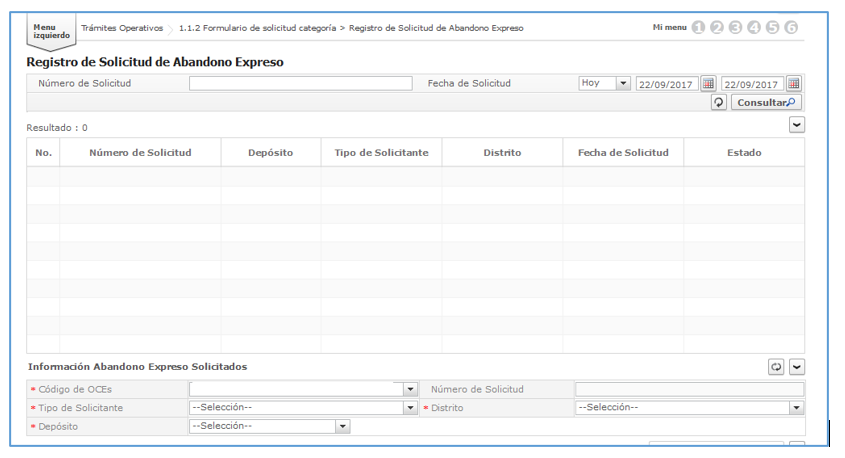 Menu izquierdo Trámites Operativos 1.1.2 Formulario de solicitud categoría > Registro de Solicitud de Abandono Expreso Mi menu 1 2 3 4 5 6
Registro de Solicitud de Abandono Expreso
Número de Solicitud Fecha de Solicitud Hoy 22/09/2017 22/09/2017
Consultar
Resultado : 0
No. Número de Solicitud Depósito Tipo de Solicitante Distrito Fecha de Solicitud Estado
Información Abandono Expreso Solicitados
* Código de OCEs Número de Solicitud
* Tipo de Solicitante --Selección-- * Distrito --Selección--
* Depósito --Selección--